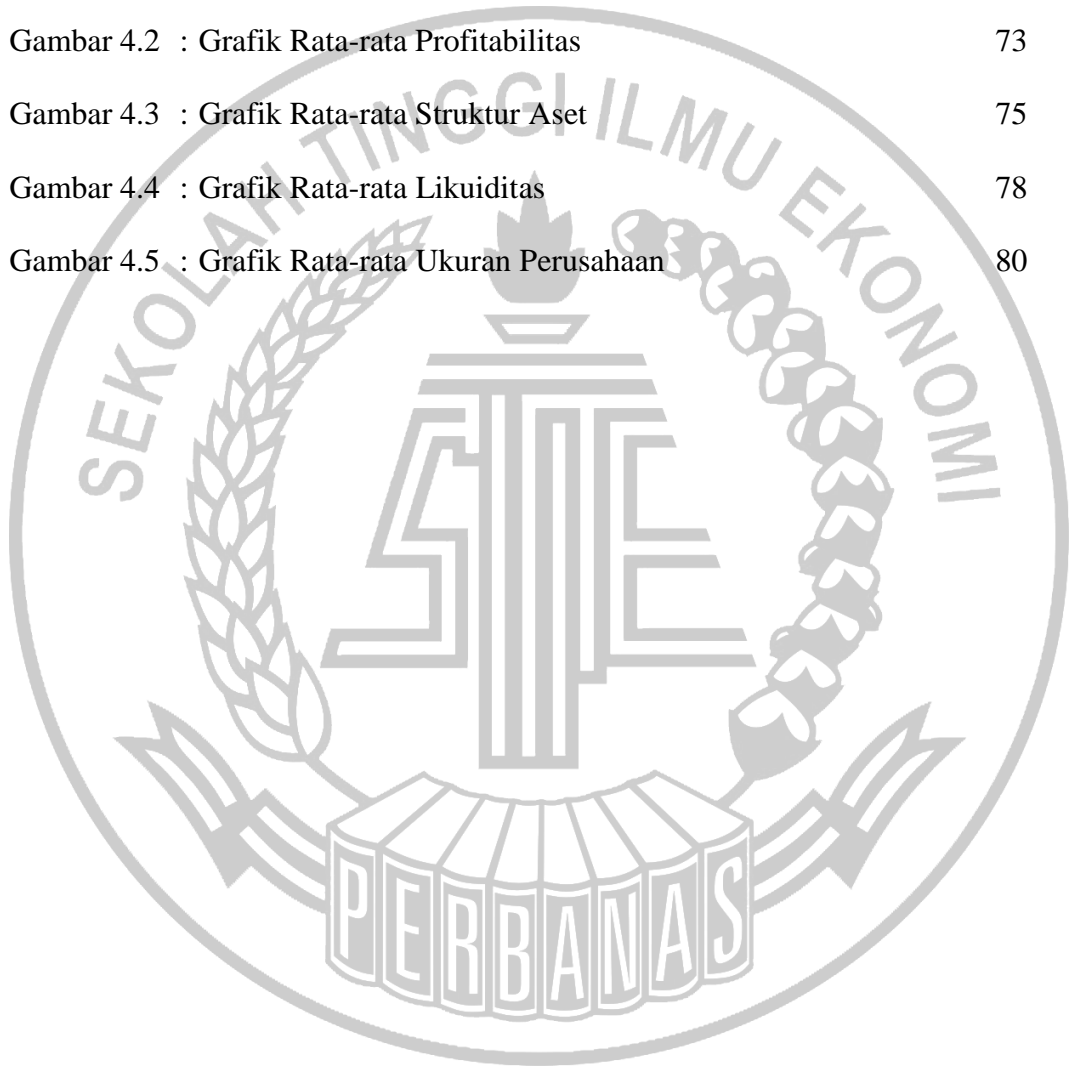 Gambar 4.2 : Grafik Rata-rata Profitabilitas 73
Gambar 4.3 : Grafik Rata-rata Struktur Aset 75
Gambar 4.4 : Grafik Rata-rata Likuiditas 78
Gambar 4.5 : Grafik Rata-rata Ukuran Perusahaan 80
SEKOLAH TINGGI ILMU EKONOMI
STIE
PERBANAS